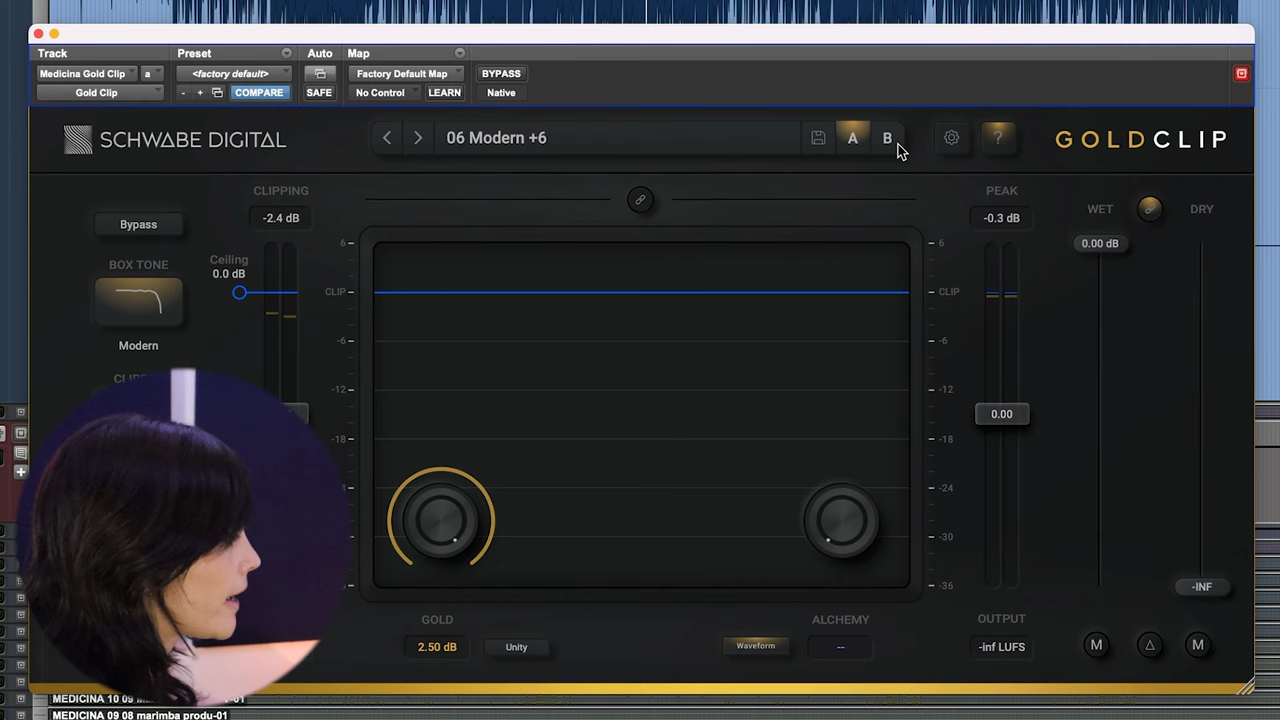 Track
Preset
Auto
Map
Medicina Gold Clip
a
<factory default>
Factory Default Map
BYPASS
Gold Clip
-
+
COMPARE
SAFE
No Control
LEARN
Native
SCHWABE DIGITAL
06 Modern +6
A
B
?
GOLDCLIP
CLIPPING
-2.4 dB
PEAK
-0.3 dB
WET
DRY
Bypass
0.00 dB
BOX TONE
Ceiling
0.0 dB
Modern
6
CLIP
-6
-12
-18
-30
6
CLIP
-6
-12
-18
-24
-30
-36
0.00
-INF
GOLD
2.50 dB
Unity
Waveform
ALCHEMY
--
OUTPUT
-inf LUFS
M
M
MEDICINA 10 09
MEDICINA 09 08 marimba produ-01